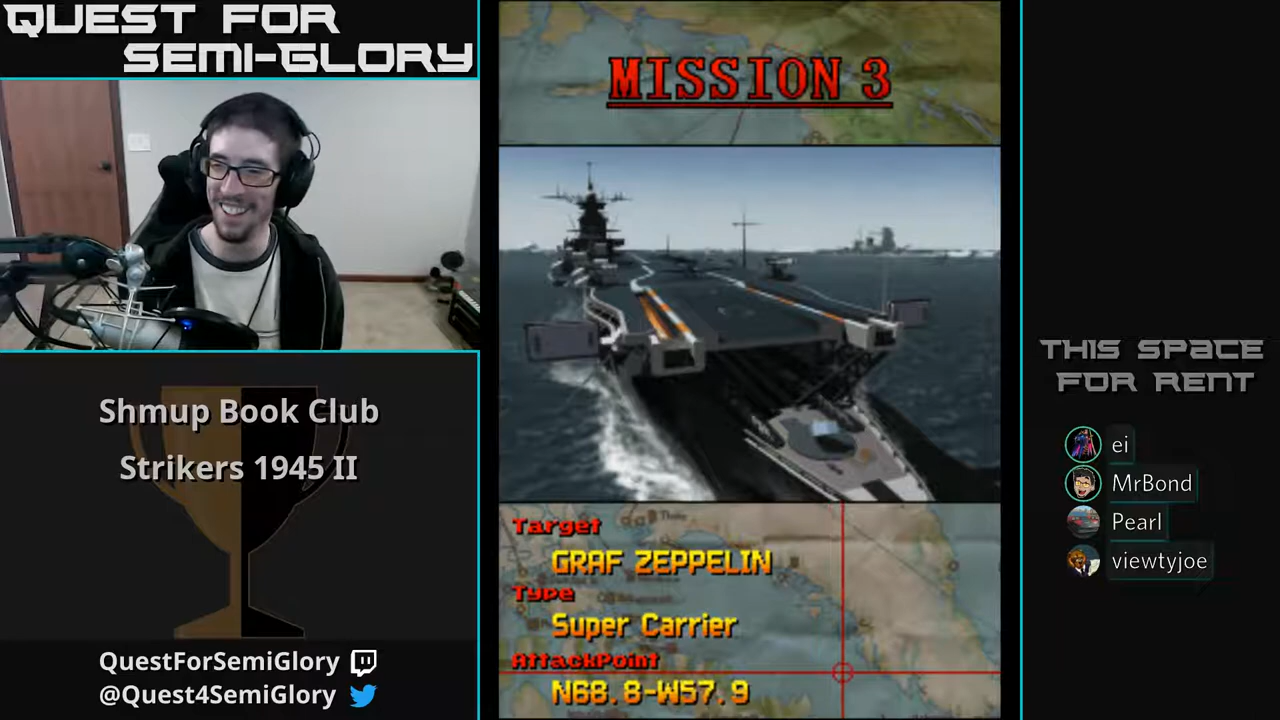 QUEST FOR
SEMI-GLORY
Shmup Book Club
Strikers 1945 II
QuestForSemiGlory
@Quest4SemiGlory
MISSION 3
Target
GRAF ZEPPELIN
Type
Super Carrier
AttackPoint
N68.8-W57.9
THIS SPACE
FOR RENT
ei
MrBond
Pearl
viewtyjoe